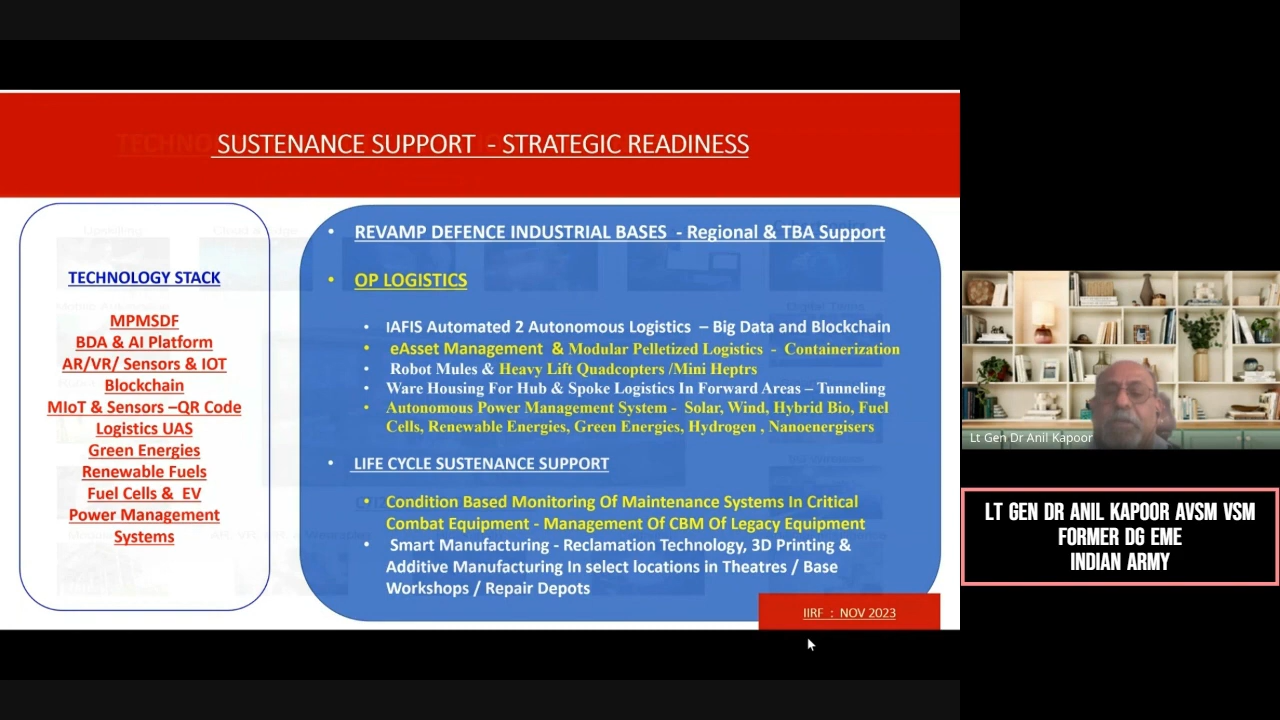 SUSTENANCE SUPPORT - STRATEGIC READINESS
TECHNOLOGY STACK
MPMSDF
BDA & AI Platform
AR/VR/ Sensors & IOT
Blockchain
MIoT & Sensors –QR Code
Logistics UAS
Green Energies
Renewable Fuels
Fuel Cells & EV
Power Management
Systems
• REVAMP DEFENCE INDUSTRIAL BASES - Regional & TBA Support
• OP LOGISTICS
• IAFIS Automated 2 Autonomous Logistics – Big Data and Blockchain
• eAsset Management & Modular Pelletized Logistics - Containerization
• Robot Mules & Heavy Lift Quadcopters /Mini Heptrs
• Ware Housing For Hub & Spoke Logistics In Forward Areas – Tunneling
• Autonomous Power Management System - Solar, Wind, Hybrid Bio, Fuel
Cells, Renewable Energies, Green Energies, Hydrogen , Nanoenergisers
• LIFE CYCLE SUSTENANCE SUPPORT
• Condition Based Monitoring Of Maintenance Systems In Critical
Combat Equipment - Management Of CBM Of Legacy Equipment
• Smart Manufacturing - Reclamation Technology, 3D Printing &
Additive Manufacturing In select locations in Theatres / Base
Workshops / Repair Depots
IIRF : NOV 2023
Lt Gen Dr Anil Kapoor
LT GEN DR ANIL KAPOOR AVSM VSM
FORMER DG EME
INDIAN ARMY